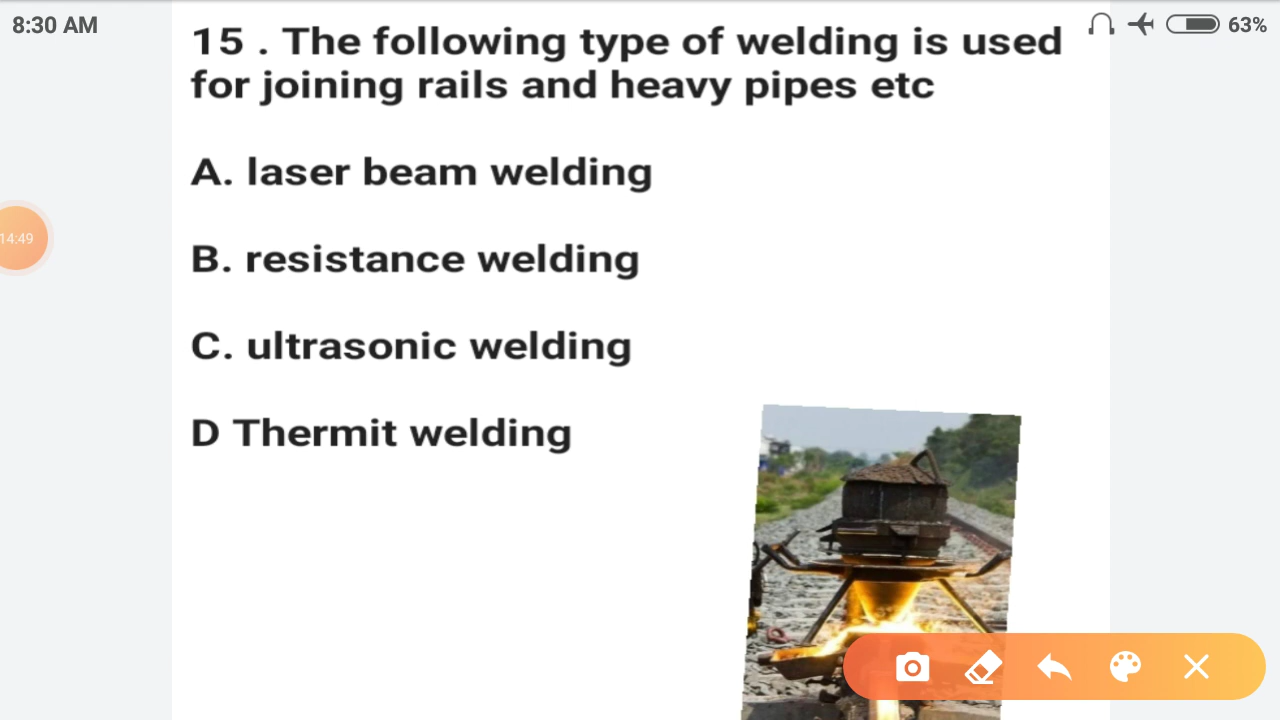 8:30 AM
63%
15 . The following type of welding is used
for joining rails and heavy pipes etc
A. laser beam welding
14:49
B. resistance welding
C. ultrasonic welding
D Thermit welding